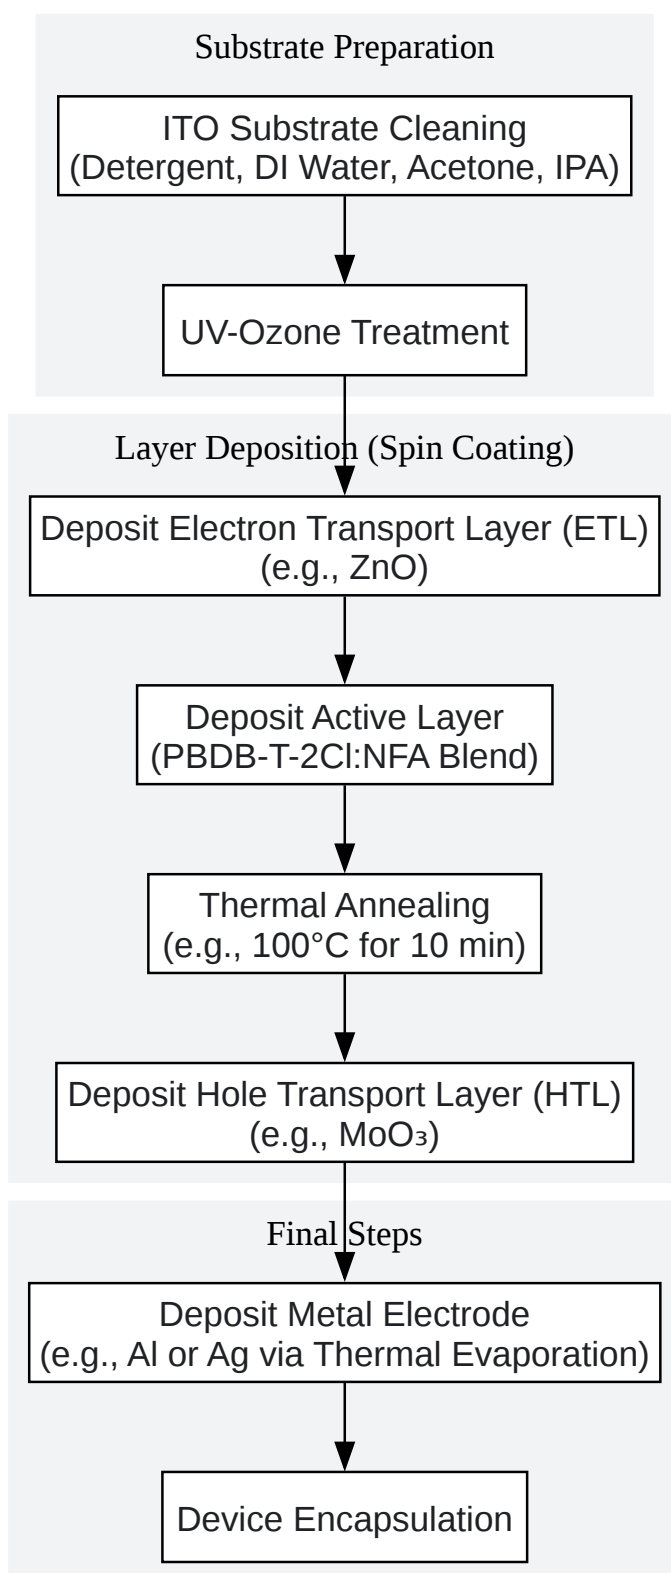 Substrate Preparation
ITO Substrate Cleaning
(Detergent, DI Water, Acetone, IPA)
UV-Ozone Treatment
Layer Deposition (Spin Coating)
Deposit Electron Transport Layer (ETL)
(e.g., ZnO)
Deposit Active Layer
(PBDB-T-2Cl:NFA Blend)
Thermal Annealing
(e.g., 100°C for 10 min)
Deposit Hole Transport Layer (HTL)
(e.g., MoO₃)
Final Steps
Deposit Metal Electrode
(e.g., Al or Ag via Thermal Evaporation)
Device Encapsulation